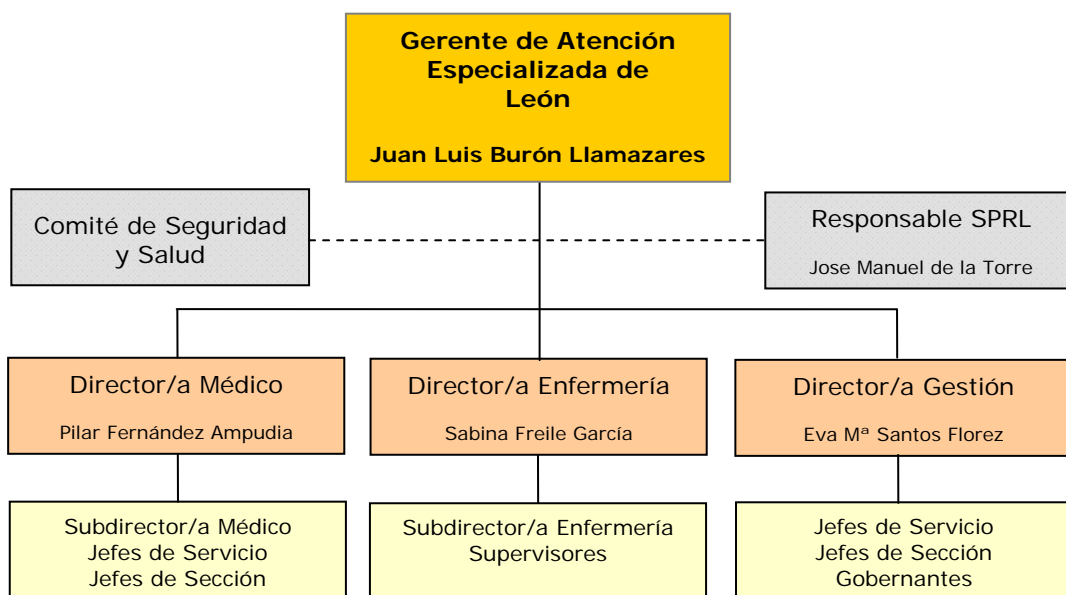 Gerente de Atención
Especializada de
León
Juan Luis Burón Llamazares
Comité de Seguridad
y Salud
Responsable SPRL
Jose Manuel de la Torre
Director/a Médico
Pilar Fernández Ampudia
Director/a Enfermería
Sabina Freile García
Director/a Gestión
Eva Mª Santos Florez
Subdirector/a Médico
Jefes de Servicio
Jefes de Sección
Subdirector/a Enfermería
Supervisores
Jefes de Servicio
Jefes de Sección
Gobernantes